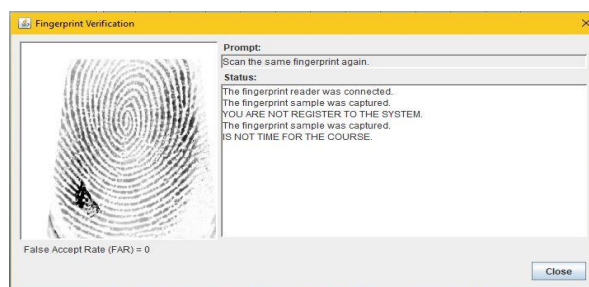 Fingerprint Verification
Prompt:
Scan the same fingerprint again.
Status:
The fingerprint reader was connected.
The fingerprint sample was captured.
YOU ARE NOT REGISTER TO THE SYSTEM.
The fingerprint sample was captured.
IS NOT TIME FOR THE COURSE.
False Accept Rate (FAR) = 0
Close